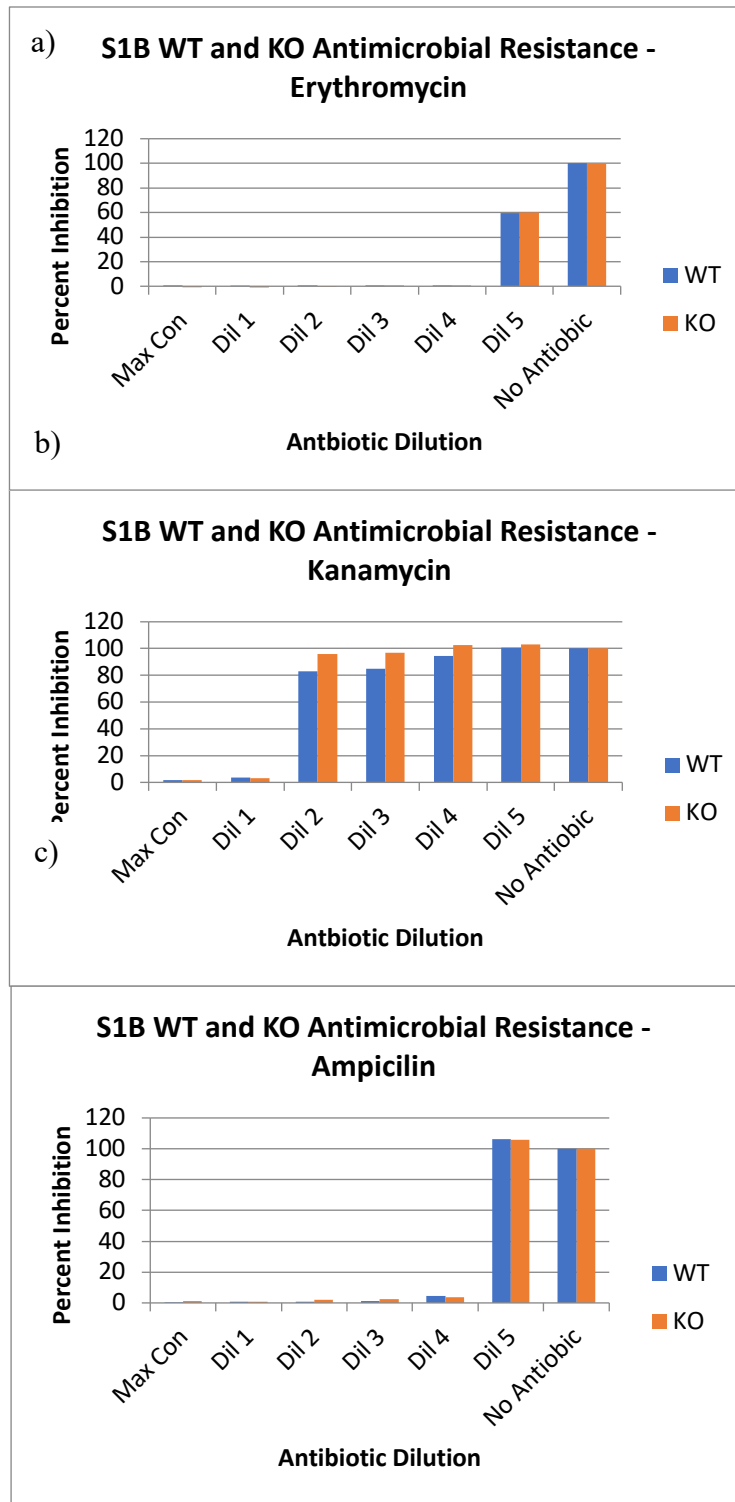 a)
S1B WT and KO Antimicrobial Resistance -
Erythromycin
Percent Inhibition
120
100
80
60
40
20
0
Max Con
Dil 1
Dil 2
Dil 3
Dil 4
Dil 5
No Antiobic
WT
KO
Antbiotic Dilution
b)
S1B WT and KO Antimicrobial Resistance -
Kanamycin
Percent Inhibition
120
100
80
60
40
20
0
Max Con
Dil 1
Dil 2
Dil 3
Dil 4
Dil 5
No Antiobic
WT
KO
Antbiotic Dilution
c)
S1B WT and KO Antimicrobial Resistance -
Ampicilin
Percent Inhibition
120
100
80
60
40
20
0
Max Con
Dil 1
Dil 2
Dil 3
Dil 4
Dil 5
No Antiobic
WT
KO
Antibiotic Dilution